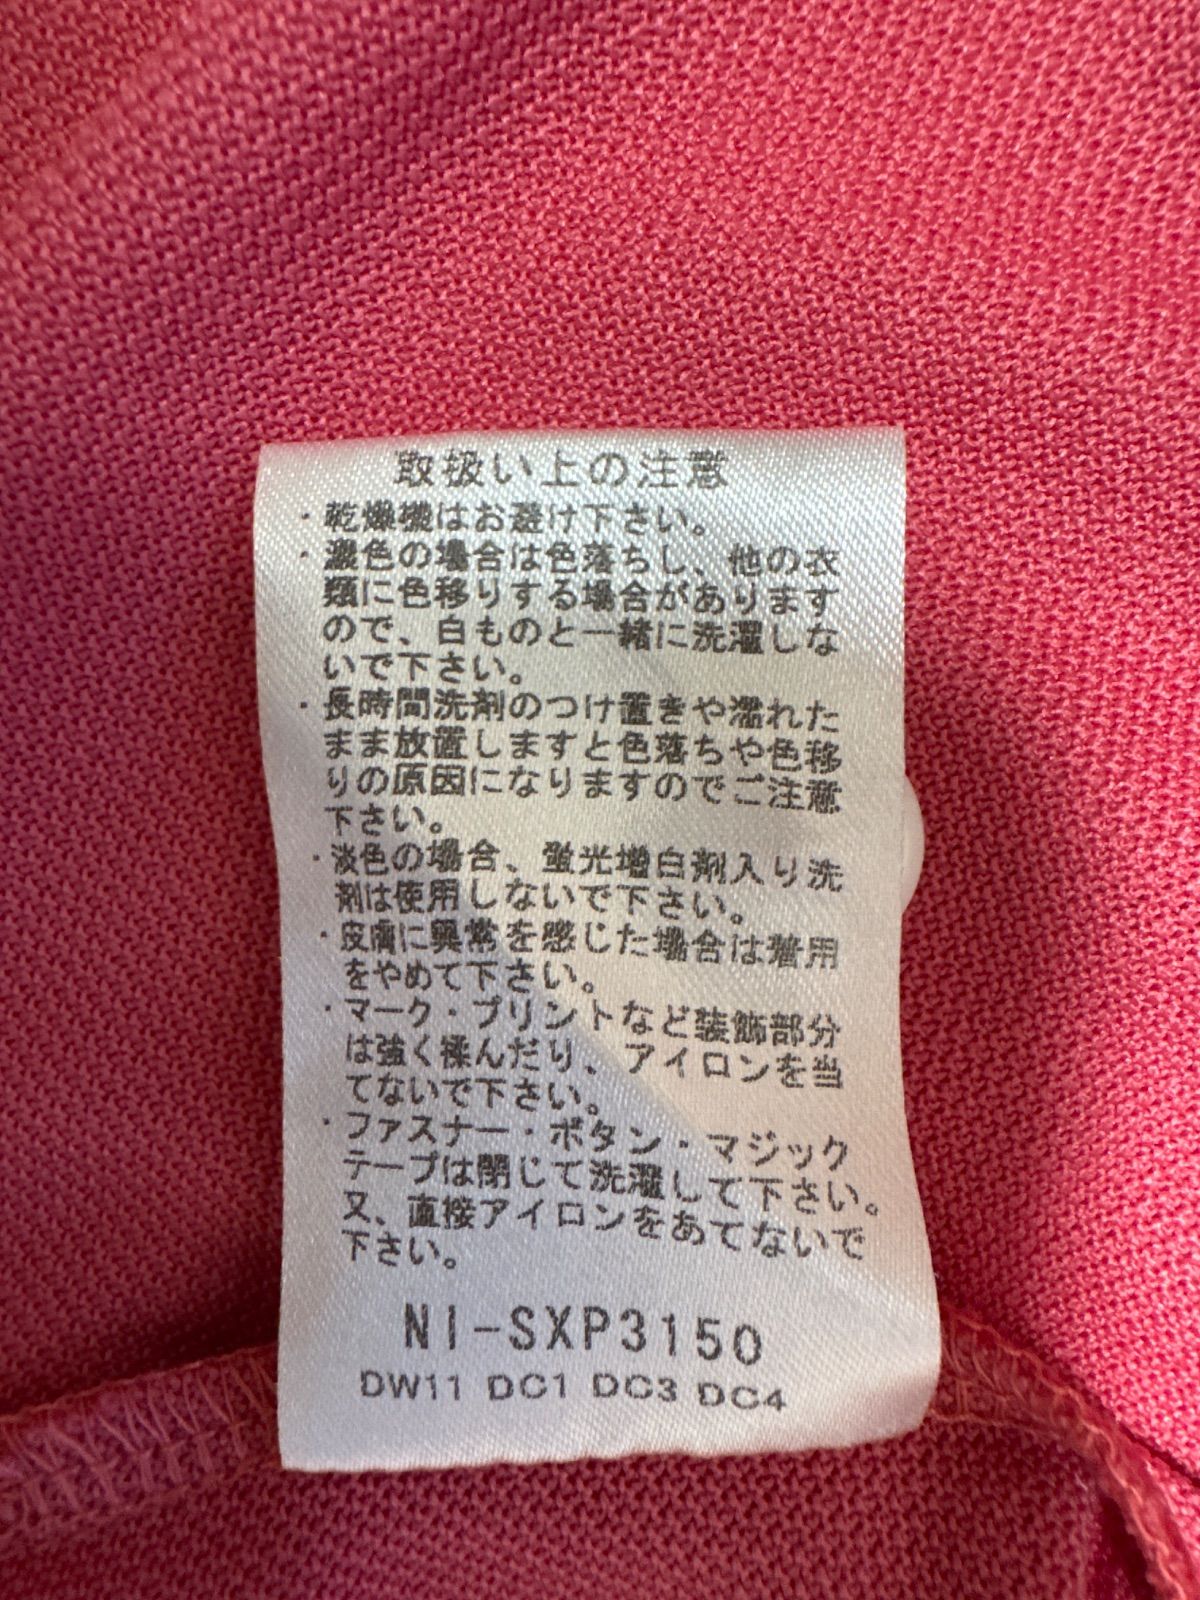 取扱い上の注意
・乾燥機はお避け下さい。
・濃色の場合は色落ちし、他の衣
類に色移りする場合があります
ので、白ものと一緒に洗濯しな
いで下さい。
・長時間洗剤のつけ置きや濡れた
まま放置しますと色落ちや色移
りの原因になりますのでご注意
下さい。
・淡色の場合、蛍光増白剤入り洗
剤は使用しないで下さい。
・皮膚に異常を感じた場合は着用
をやめて下さい。
・マーク・プリントなど装飾部分
は強く揉んだり、アイロンを当
てないで下さい。
・ファスナー・ボタン・マジック
テープは閉じて洗濯して下さい。
又、直接アイロンをあてないで
下さい。
NI-SXP3150
DW11 DC1 DC3 DC4